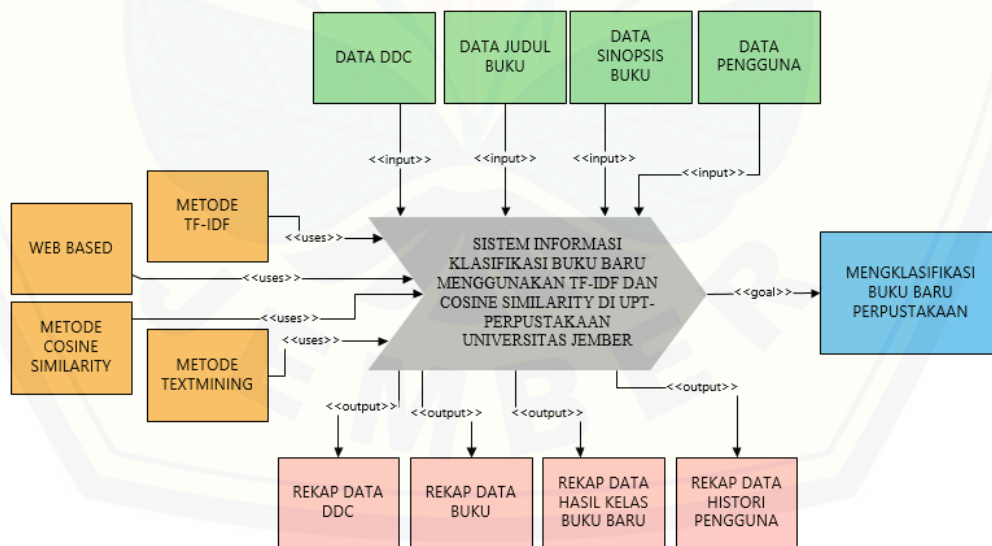 DATA DDC
DATA JUDUL
BUKU
DATA
SINOPSIS
BUKU
DATA
PENGGUNA
<<input>>
<<input>>
<<input>>
<<input>>
METODE
TF-IDF
<<uses>>
WEB BASED
<<uses>>
METODE
COSINE
SIMILARITY
<<uses>>
METODE
TEXTMINING
<<uses>>
SISTEM INFORMASI
KLASIFIKASI BUKU BARU
MENGGUNAKAN TF-IDF DAN
COSINE SIMILARITY DI UPT-
PERPUSTAKAAN
UNIVERSITAS JEMBER
<<goal>>
MENGKLASIFIKASI
BUKU BARU
PERPUSTAKAAN
<<output>>
<<output>>
<<output>>
<<output>>
REKAP DATA
DDC
REKAP DATA
BUKU
REKAP DATA
HASIL KELAS
BUKU BARU
REKAP DATA
HISTORI
PENGGUNA
JEMBER